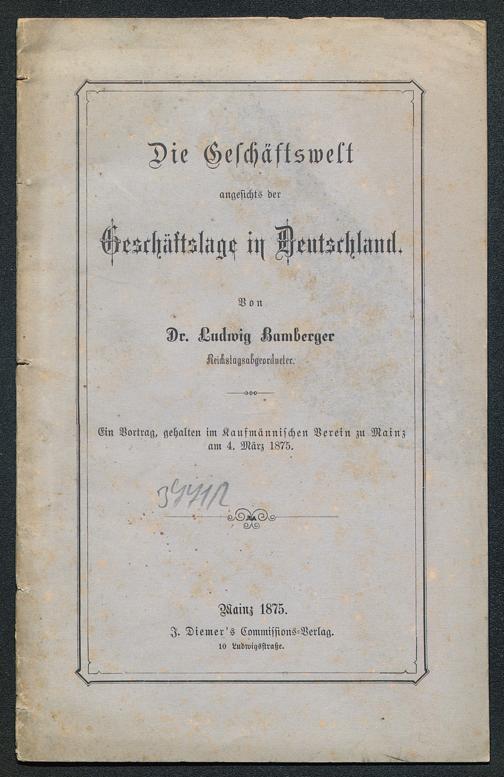 Die Geſchäftswelt
angeſichts der
Geschäftslage in Deutschland.
Von
Dr. Ludwig Bamberger
Reichstagsabgeordneter.
Ein Vortrag, gehalten im Kaufmänniſchen Verein zu Mainz
am 4. März 1875.
Mainz 1875.
J. Diemer's Commiſſions-Verlag.
10 Ludwigsſtraße.